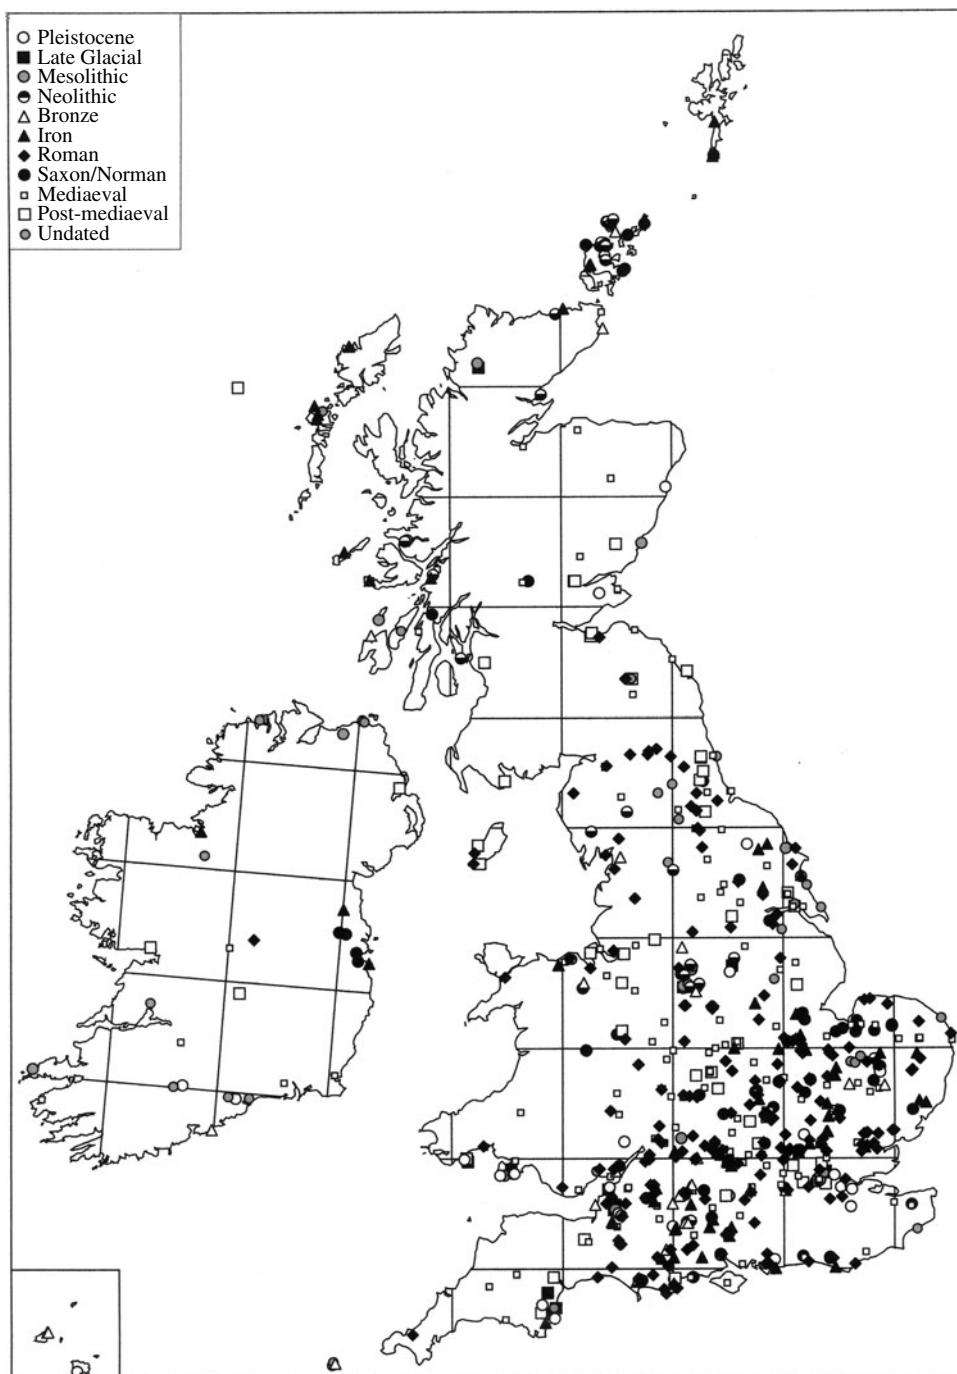 Pleistocene
Late Glacial
Mesolithic
Neolithic
Bronze
Iron
Roman
Saxon/Norman
Mediaeval
Post-mediaeval
Undated